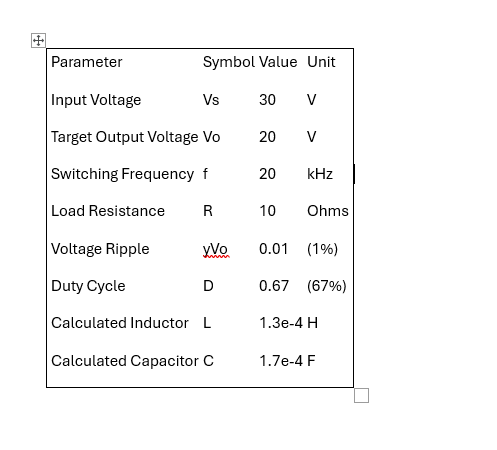 Parameter Symbol Value Unit
Input Voltage Vs 30 V
Target Output Voltage Vo 20 V
Switching Frequency f 20 kHz
Load Resistance R 10 Ohms
Voltage Ripple yVo 0.01 (1%)
Duty Cycle D 0.67 (67%)
Calculated Inductor L 1.3e-4 H
Calculated Capacitor C 1.7e-4 F